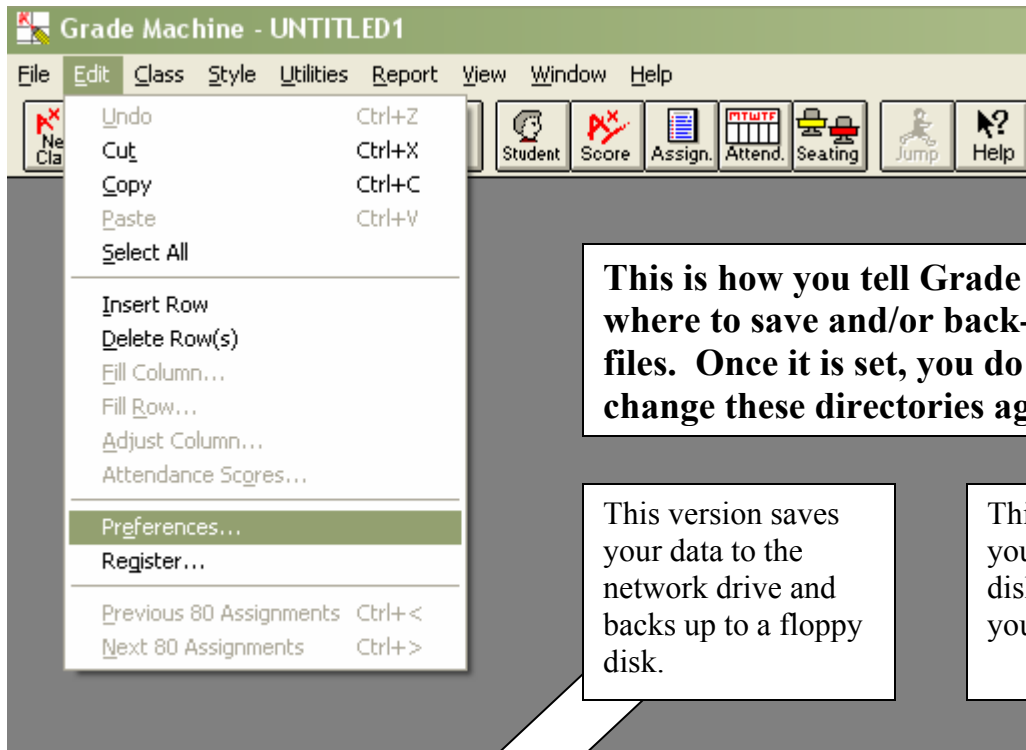 Grade Machine - UNTITLED1
File Edit Class Style Utilities Report View Window Help
Student Score Assign. MTWTF Attend. Seating Jump ? Help
Undo Ctrl+Z
Cut Ctrl+X
Copy Ctrl+C
Paste Ctrl+V
Select All
Insert Row
Delete Row(s)
Fill Column...
Fill Row...
Adjust Column...
Attendance Scores...
Preferences...
Register...
Previous 80 Assignments Ctrl+<
Next 80 Assignments Ctrl+>
This is how you tell Grade
where to save and/or back-
files. Once it is set, you do
change these directories ag
This version saves
your data to the
network drive and
backs up to a floppy
disk.
Thi
you
dis
you